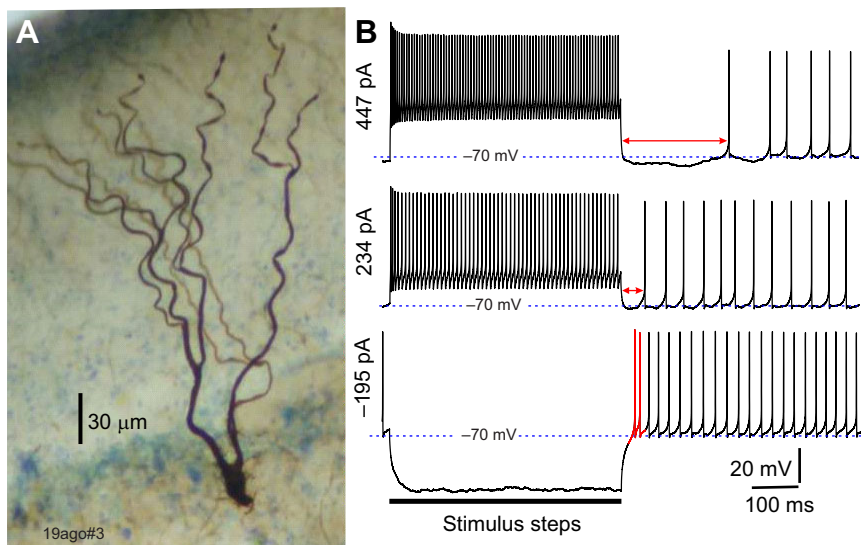 A
B
447 pA
–70 mV
234 pA
–70 mV
–195 pA
–70 mV
30 μm
20 mV
100 ms
Stimulus steps
19ago#3